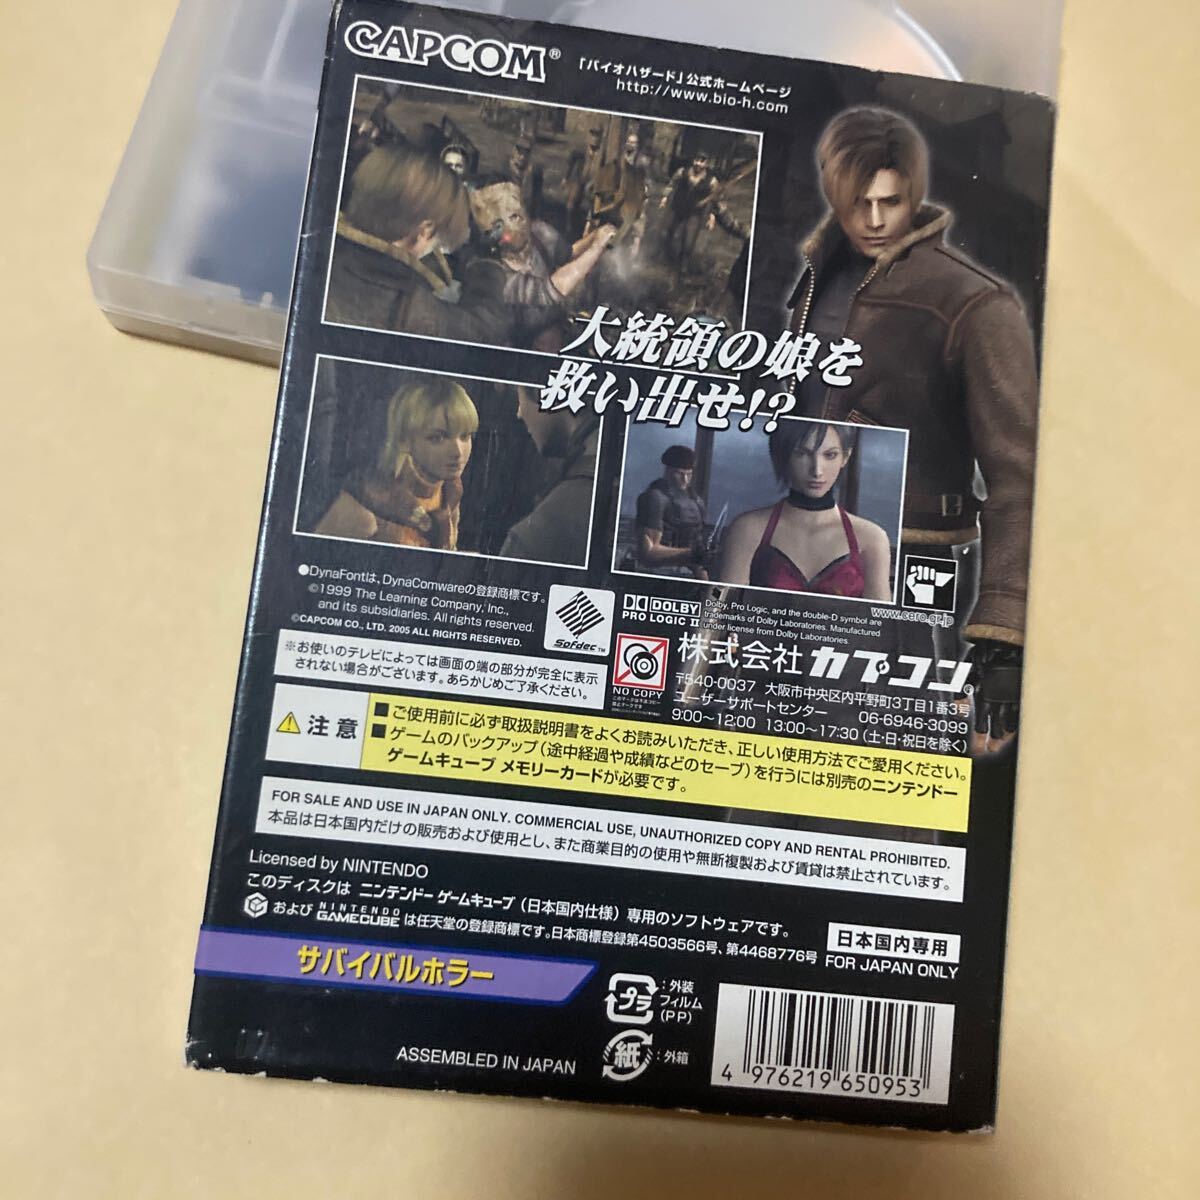 CAPCOM®
「バイオハザード」公式ホームページ
http://www.bio-h.com
大統領の娘を
救い出せ!?
●DynaFontは、DynaComwareの登録商標です。
©1999 The Learning Company, Inc.,
and its subsidiaries. All rights reserved.
©CAPCOM CO., LTD. 2005 ALL RIGHTS RESERVED.
Sofdec™
DOLBY
PRO LOGIC II
Dolby, Pro Logic, and the double-D symbol are
trademarks of Dolby Laboratories. Manufactured
under license from Dolby Laboratories.
www.cero.gr.jp
※お使いのテレビによっては画面の端の部分が完全に表示
されない場合がございます。あらかじめご了承ください。
NO COPY
株式会社 カプコン
〒540-0037 大阪市中央区内平野町3丁目1番3号
ユーザーサポートセンター 06-6946-3099
9:00〜12:00 13:00〜17:30 (土・日・祝日を除く)
注意
■ご使用前に必ず取扱説明書をよくお読みいただき、正しい使用方法でご愛用ください。
■ゲームのバックアップ(途中経過や成績などのセーブ)を行うには別売のニンテンドー
ゲームキューブ メモリーカードが必要です。
FOR SALE AND USE IN JAPAN ONLY. COMMERCIAL USE, UNAUTHORIZED COPY AND RENTAL PROHIBITED.
本品は日本国内だけの販売および使用とし、また商業目的の使用や無断複製および賃貸は禁止されています。
Licensed by NINTENDO
このディスクは ニンテンドーゲームキューブ (日本国内仕様) 専用のソフトウェアです。
および NINTENDO GAMECUBE は任天堂の登録商標です。日本商標登録第4503566号、第4468776号
日本国内専用
FOR JAPAN ONLY
サバイバルホラー
プラ :外装フィルム(PP)
紙 :外箱
ASSEMBLED IN JAPAN
4 976219 650953